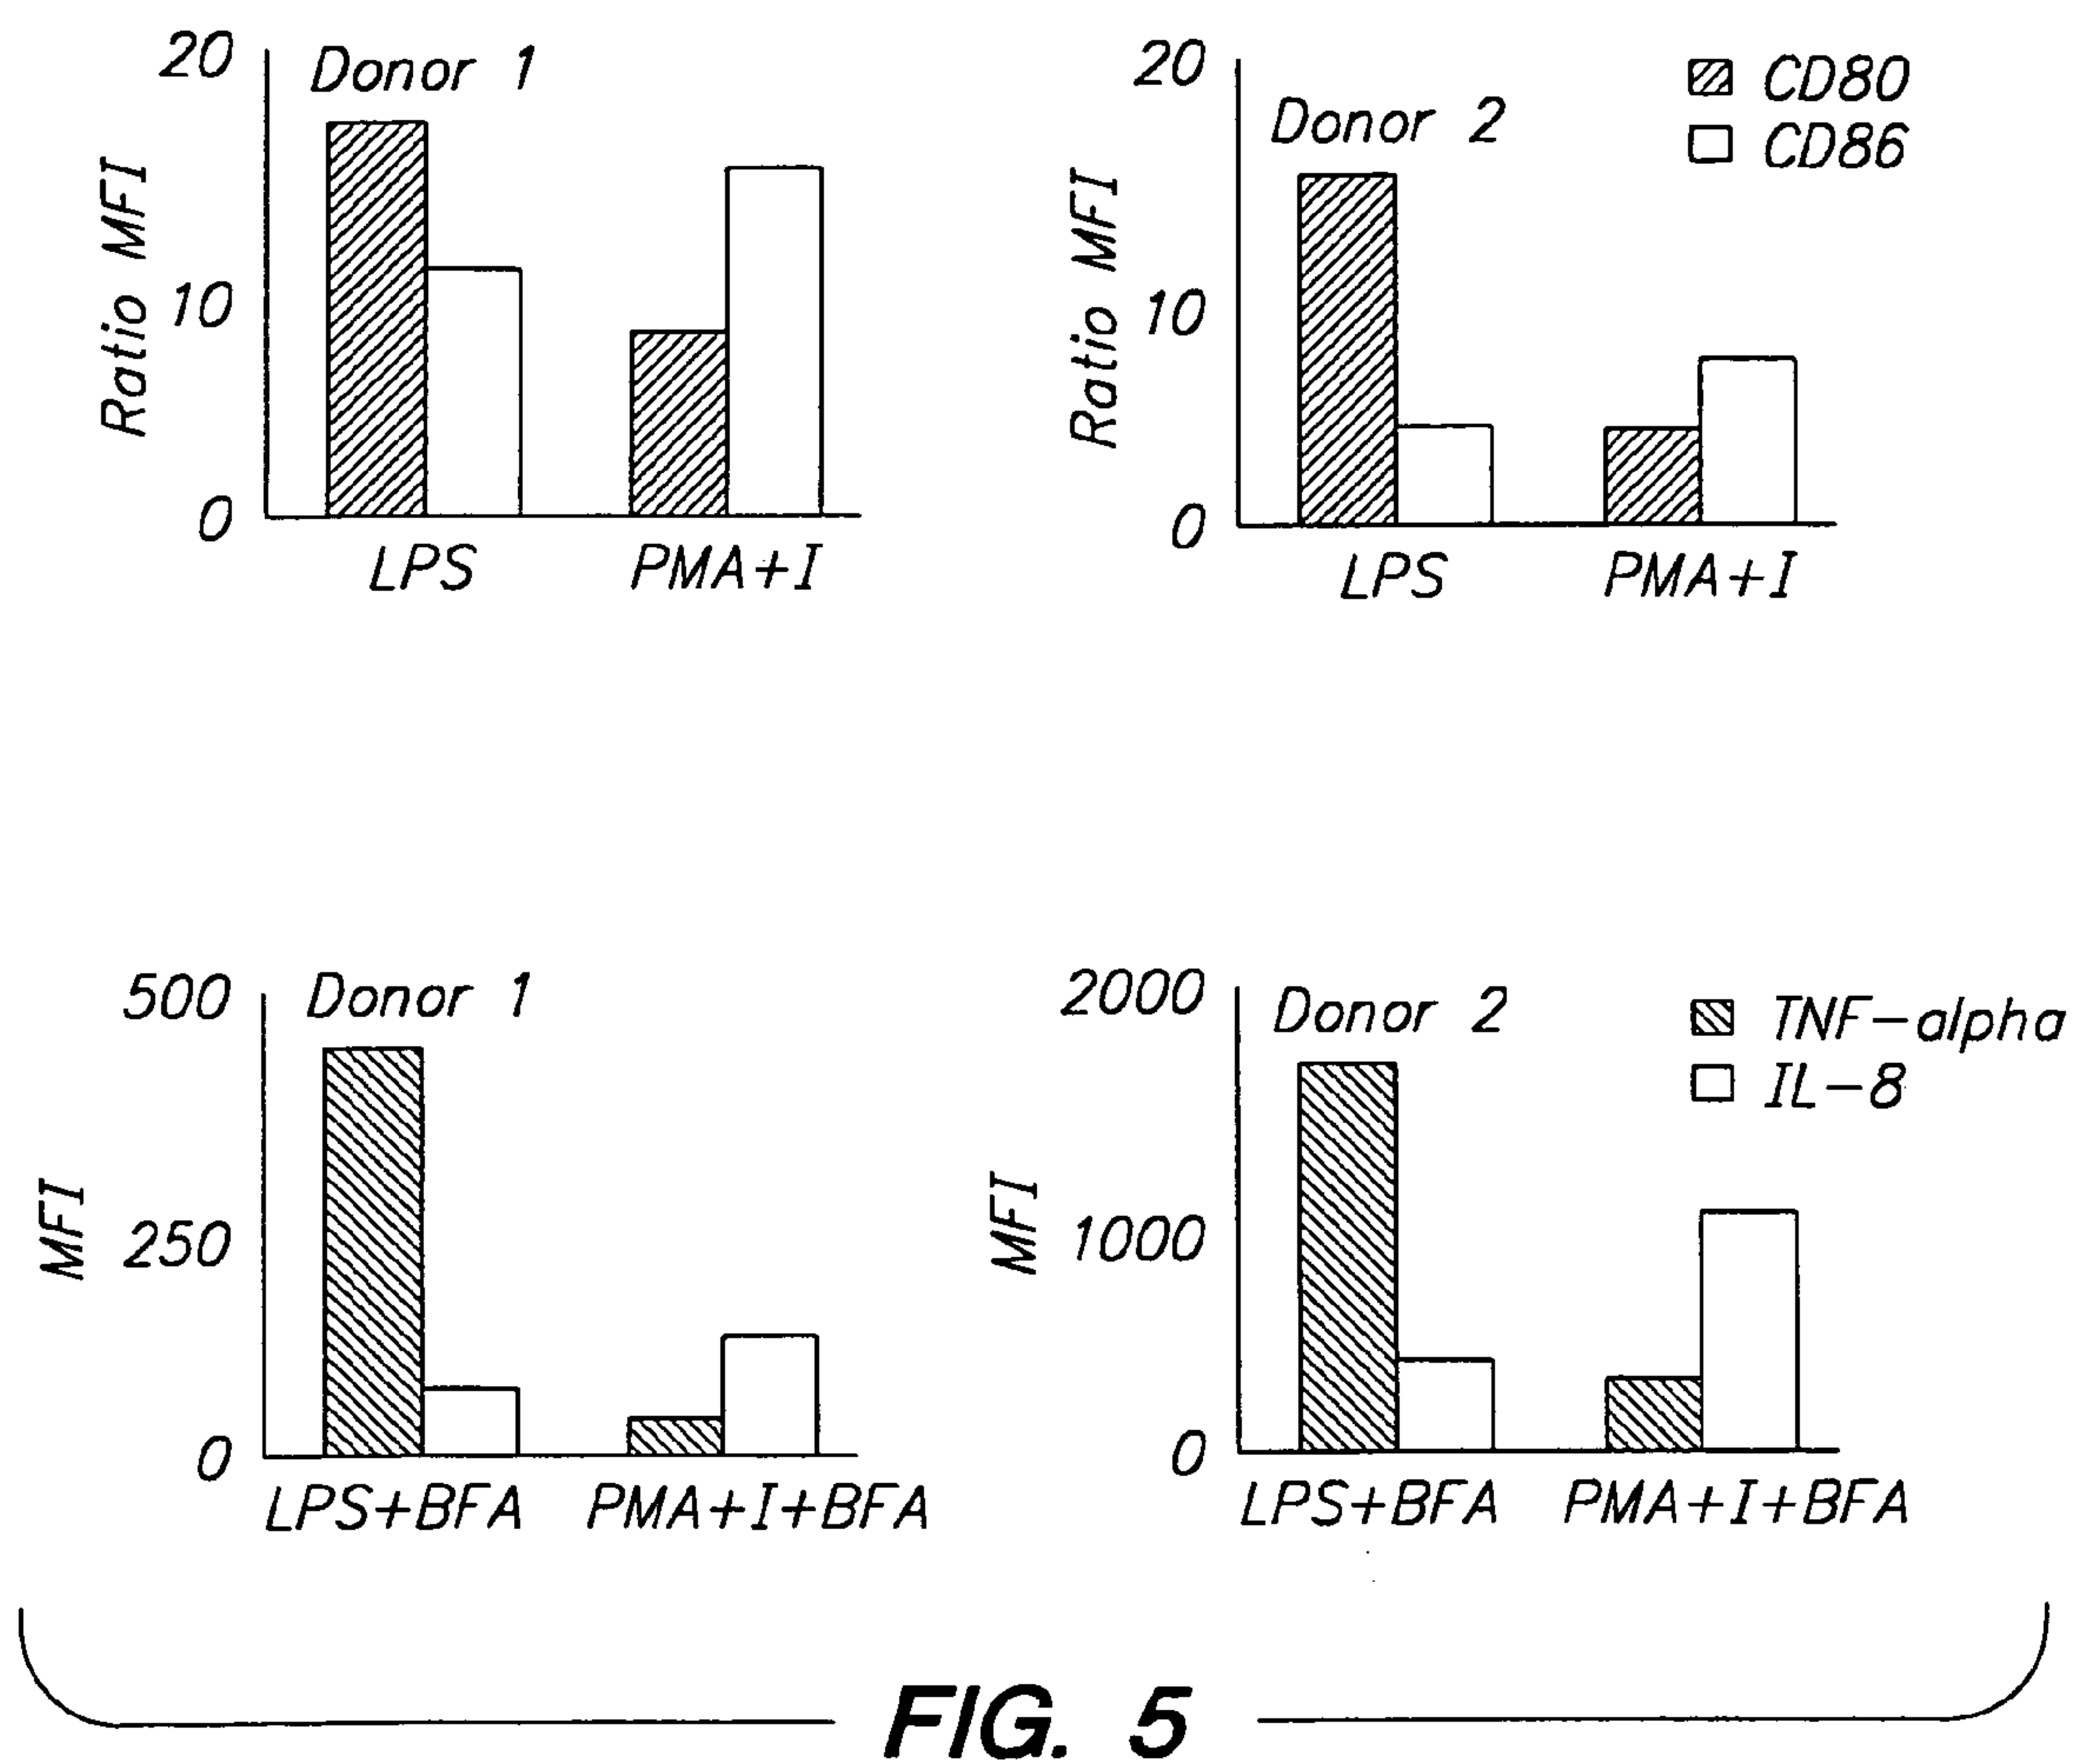 20
Donor 1
Ratio MFI
10
0
LPS PMA+I
20
Donor 2
CD80
CD86
Ratio MFI
10
0
LPS PMA+I
500
Donor 1
MFI
250
0
LPS+BFA PMA+I+BFA
2000
Donor 2
TNF-alpha
IL-8
MFI
1000
0
LPS+BFA PMA+I+BFA
FIG. 5